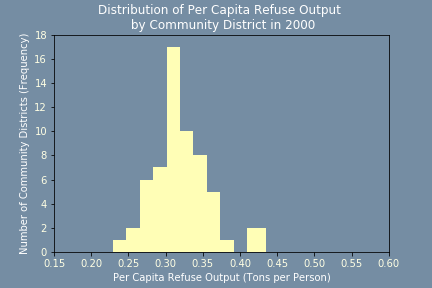 Distribution of Per Capita Refuse Output
by Community District in 2000
Number of Community Districts (Frequency)
18
16
14
12
10
8
6
4
2
0
0.15 0.20 0.25 0.30 0.35 0.40 0.45 0.50 0.55 0.60
Per Capita Refuse Output (Tons per Person)